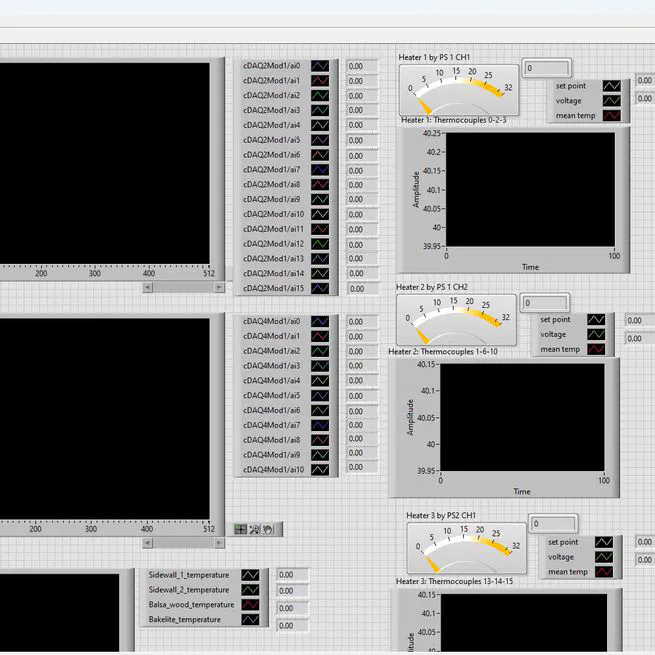 cDAQ2Mod1/ai0 0.00
cDAQ2Mod1/ai1 0.00
cDAQ2Mod1/ai2 0.00
cDAQ2Mod1/ai3 0.00
cDAQ2Mod1/ai4 0.00
cDAQ2Mod1/ai5 0.00
cDAQ2Mod1/ai6 0.00
cDAQ2Mod1/ai7 0.00
cDAQ2Mod1/ai8 0.00
cDAQ2Mod1/ai9 0.00
cDAQ2Mod1/ai10 0.00
cDAQ2Mod1/ai11 0.00
cDAQ2Mod1/ai12 0.00
cDAQ2Mod1/ai13 0.00
cDAQ2Mod1/ai14 0.00
cDAQ2Mod1/ai15 0.00
200 300 400 512
Heater 1 by PS 1 CH1
0 5 10 15 20 25 32
0
set point 0.00
voltage 0.00
mean temp
Heater 1: Thermocouples 0-2-3
40.25
40.2
40.15
40.1
40.05
40
39.95
Amplitude
0 100
Time
cDAQ4Mod1/ai0 0.00
cDAQ4Mod1/ai1 0.00
cDAQ4Mod1/ai2 0.00
cDAQ4Mod1/ai3 0.00
cDAQ4Mod1/ai4 0.00
cDAQ4Mod1/ai5 0.00
cDAQ4Mod1/ai6 0.00
cDAQ4Mod1/ai7 0.00
cDAQ4Mod1/ai8 0.00
cDAQ4Mod1/ai9 0.00
cDAQ4Mod1/ai10 0.00
200 300 400 512
Heater 2 by PS 1 CH2
0 5 10 15 20 25 32
0
set point 0.00
voltage 0.00
mean temp
Heater 2: Thermocouples 1-6-10
40.15
40.1
40.05
40
39.95
Amplitude
0 100
Time
Sidewall_1_temperature 0.00
Sidewall_2_temperature 0.00
Balsa_wood_temperature 0.00
Bakelite_temperature 0.00
Heater 3 by PS2 CH1
0 5 10 15 20 25 32
0
set point 0.00
voltage 0.00
mean temp
Heater 3: Thermocouples 13-14-15
40.15
40.1
40.05